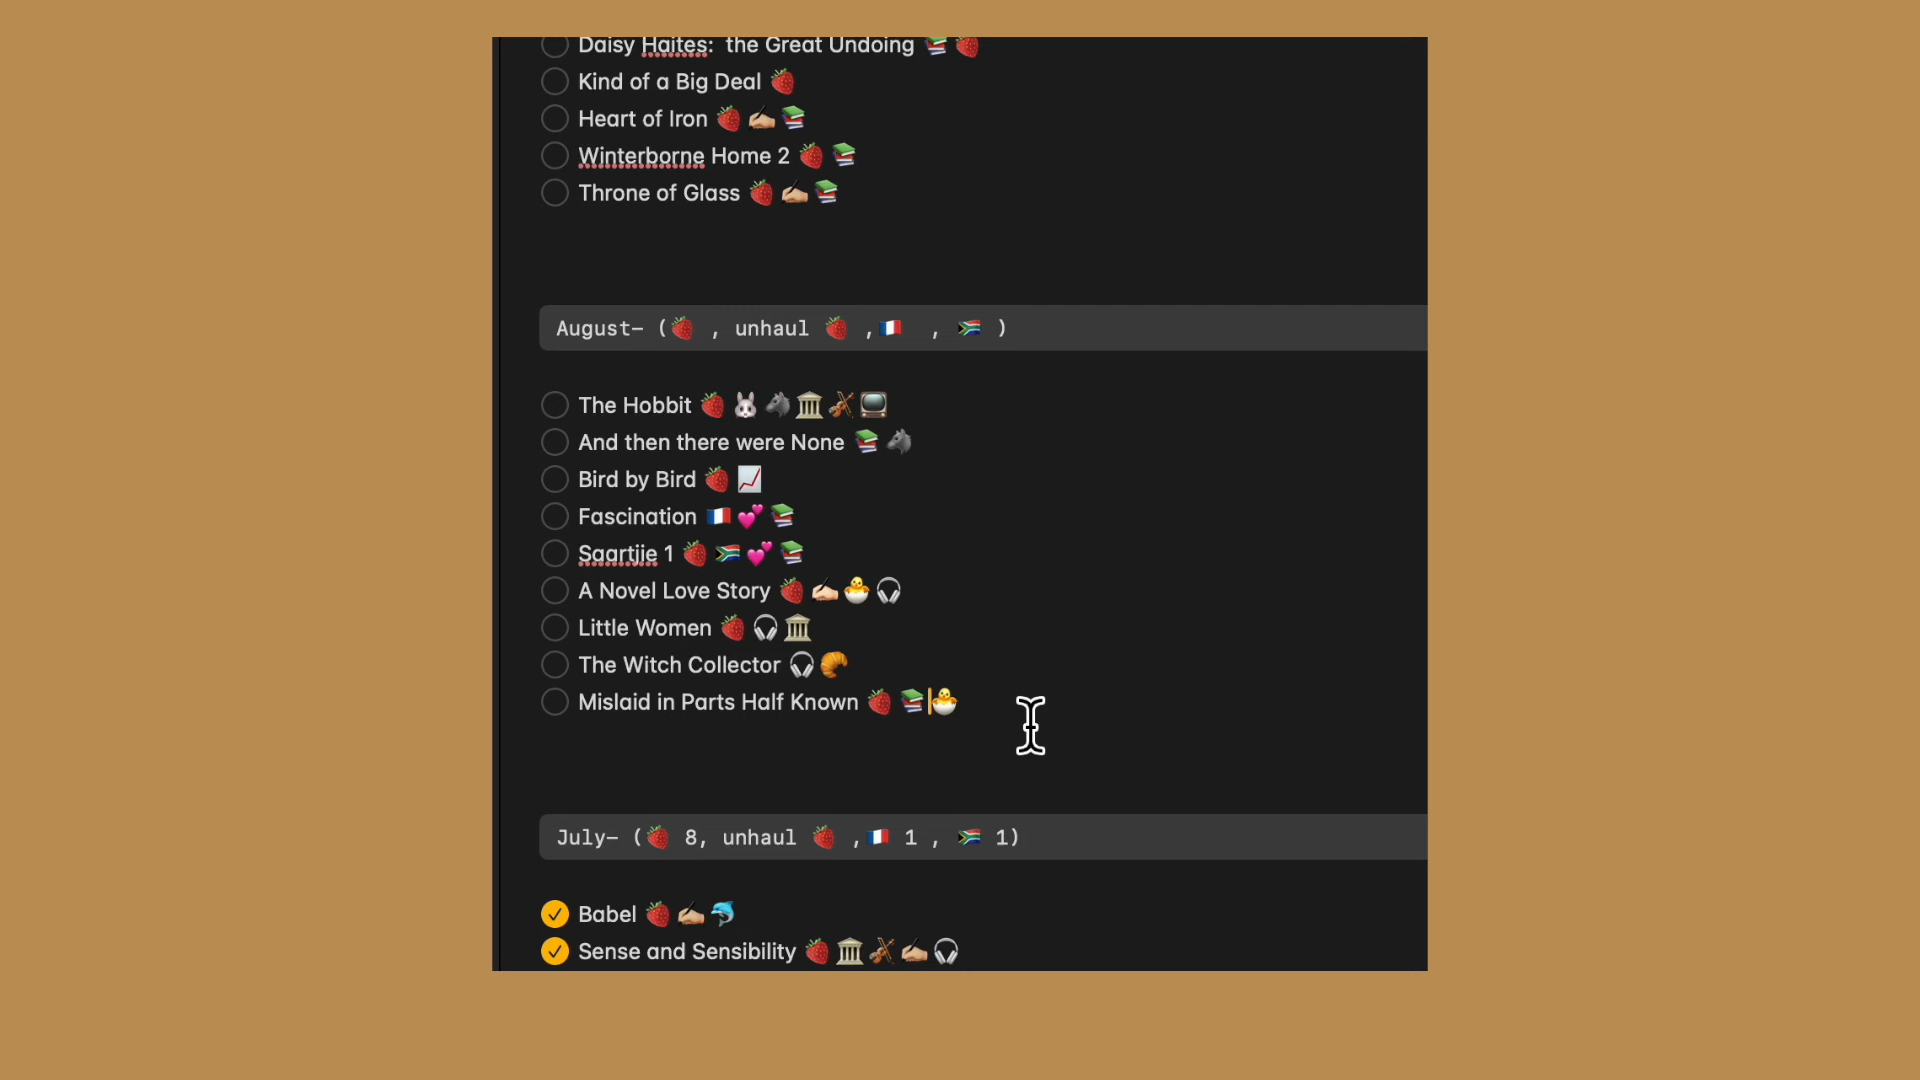 Daisy Haites:  the Great Undoing 📚 🍓
Kind of a Big Deal 🍓
Heart of Iron 🍓 ✍🏼 📚
Winterborne Home 2 🍓 📚
Throne of Glass 🍓 ✍🏼 📚
August– (🍓 , unhaul 🍓 ,🇫🇷  , 🇿🇦 )
The Hobbit 🍓 🐰 🐴 🏛 🎻 📺
And then there were None 📚 🐴
Bird by Bird 🍓 📈
Fascination 🇫🇷 💕 📚
Saartjie 1 🍓 🇿🇦 💕 📚
A Novel Love Story 🍓 ✍🏻 🐣 🎧
Little Women 🍓 🎧 🏛
The Witch Collector 🎧 🥐
Mislaid in Parts Half Known 🍓 📚 🐣
July– (🍓 8, unhaul 🍓 ,🇫🇷 1 , 🇿🇦 1)
Babel 🍓 ✍🏼 🐬
Sense and Sensibility 🍓 🏛 🎻 ✍🏼 🎧